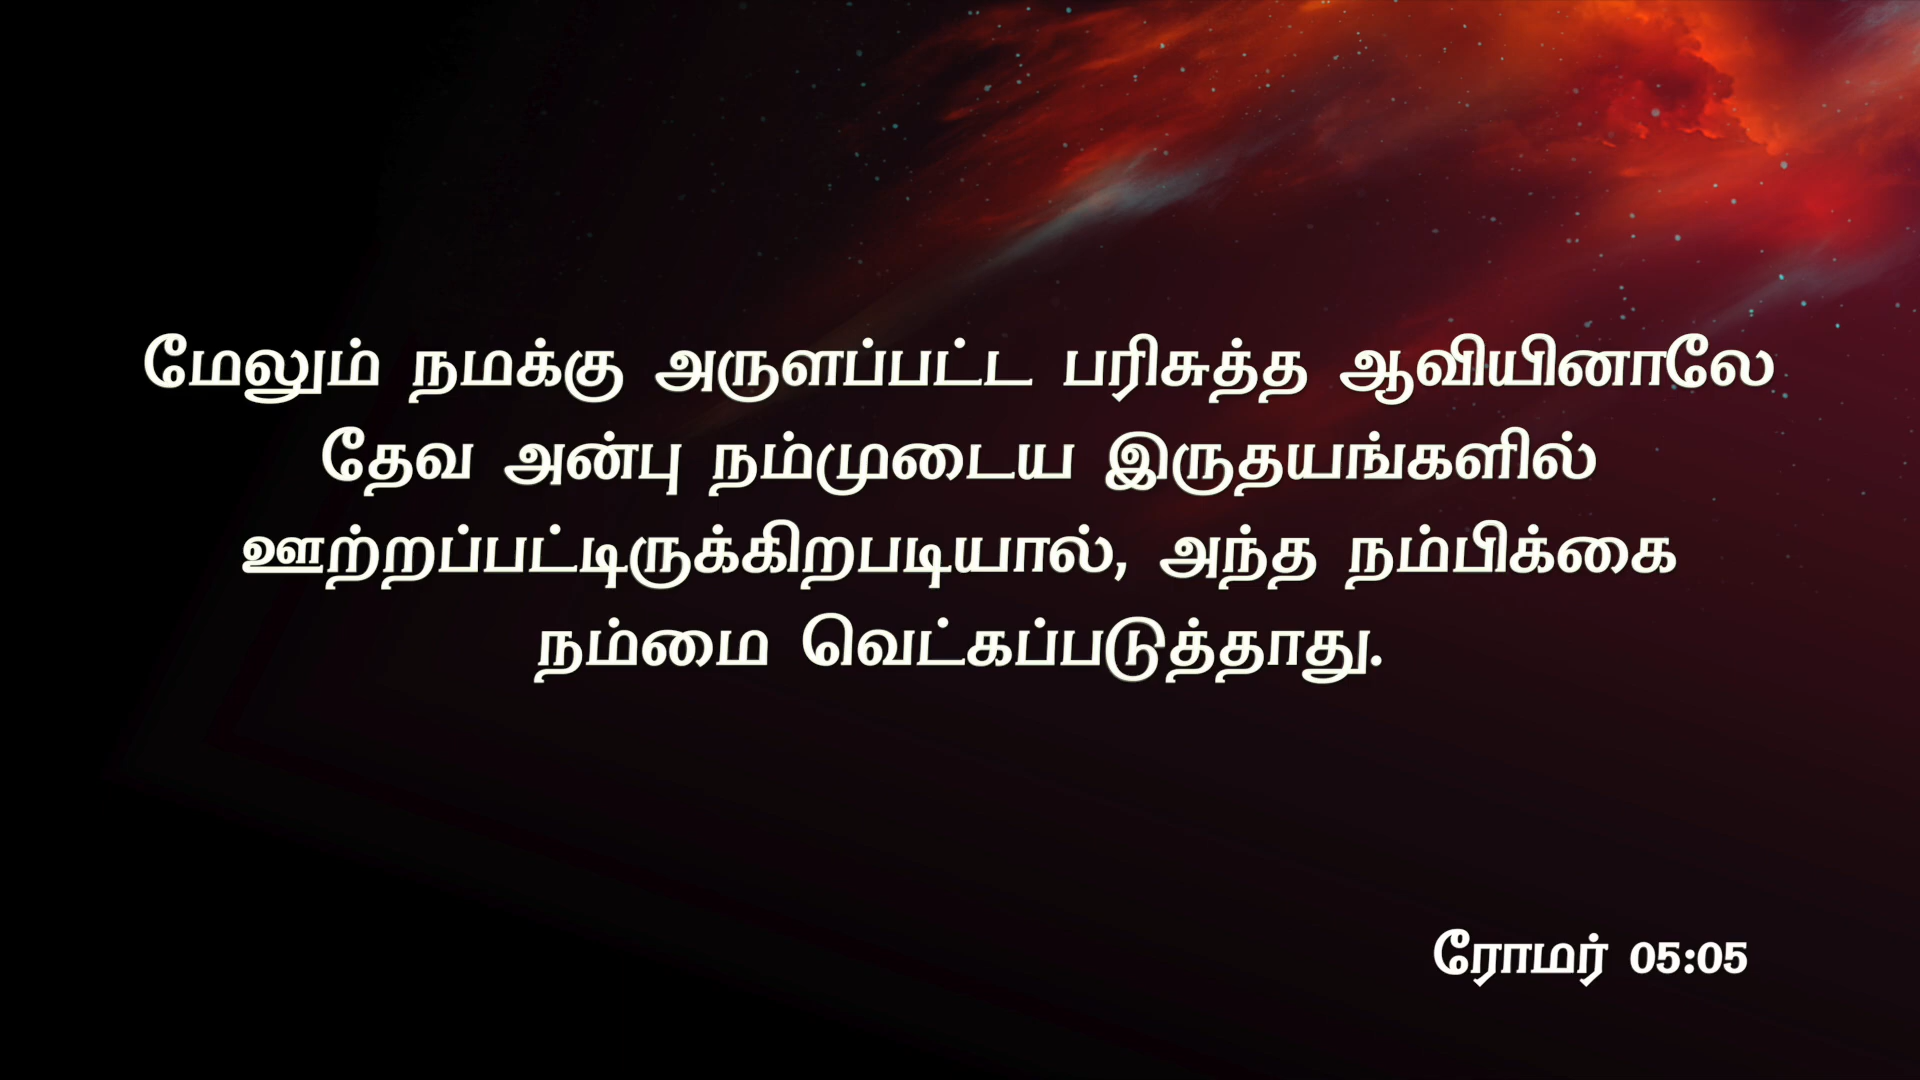 மேலும் நமக்கு அருளப்பட்ட பரிசுத்த ஆவியினாலே
தேவ அன்பு நம்முடைய இருதயங்களில்
ஊற்றப்பட்டிருக்கிறபடியால், அந்த நம்பிக்கை
நம்மை வெட்கப்படுத்தாது.
ரோமர் 05:05